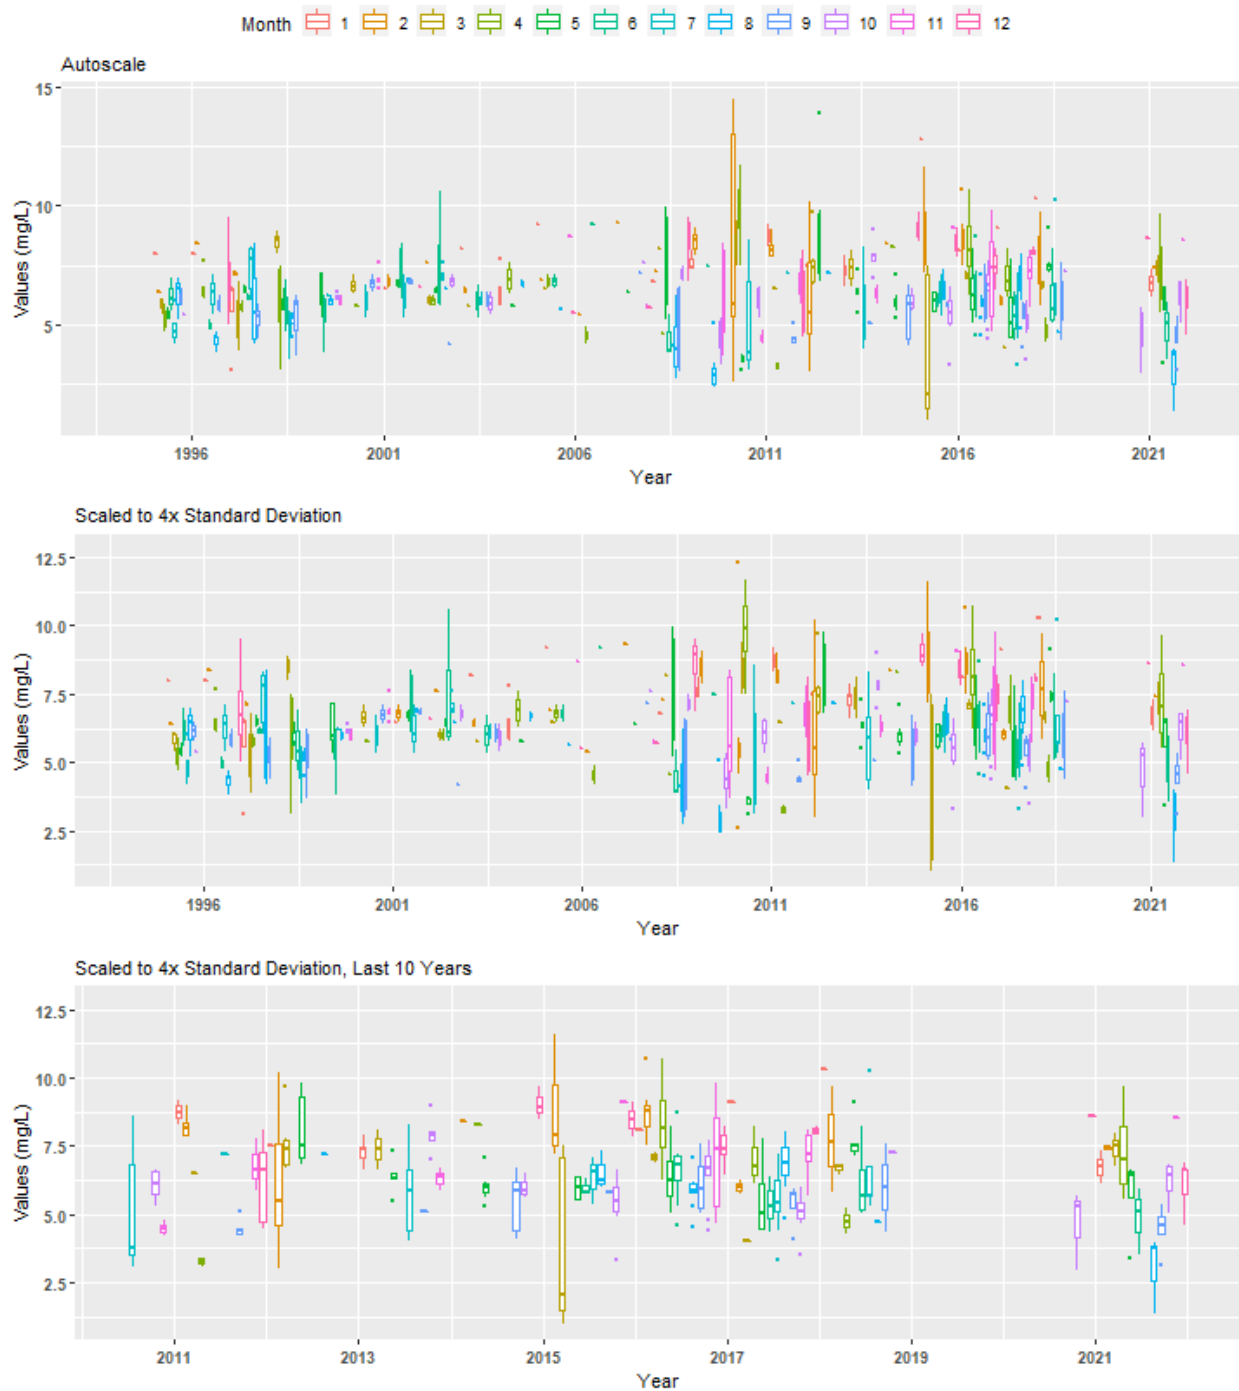 Month 1 2 3 4 5 6 7 8 9 10 11 12
Autoscale
15
10
5
Values (mg/L)
1996 2001 2006 2011 2016 2021
Year
Scaled to 4x Standard Deviation
12.5
10.0
7.5
5.0
2.5
Values (mg/L)
1996 2001 2006 2011 2016 2021
Year
Scaled to 4x Standard Deviation, Last 10 Years
12.5
10.0
7.5
5.0
2.5
Values (mg/L)
2011 2013 2015 2017 2019 2021
Year